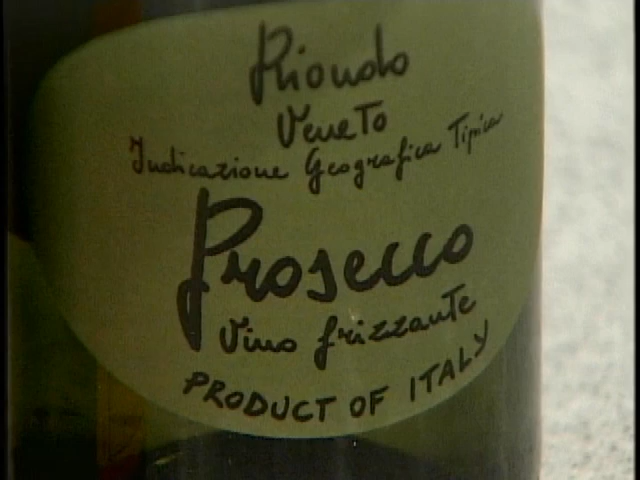 Riondo
Veneto
Indicazione Geografica Tipica
Prosecco
Vino frizzante
PRODUCT OF ITALY